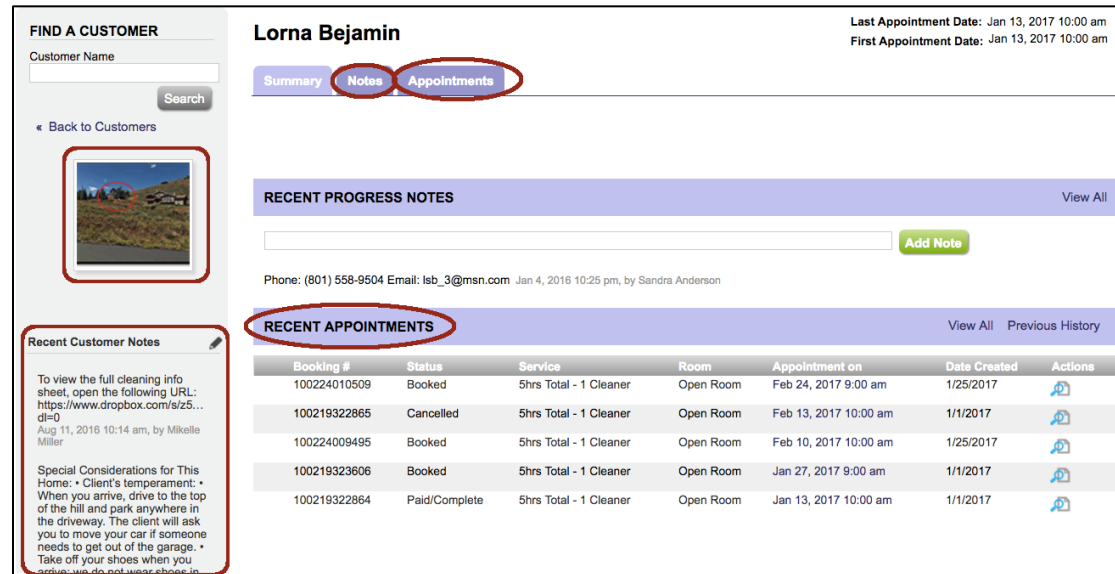 FIND A CUSTOMER
Customer Name
Search
« Back to Customers
Recent Customer Notes
To view the full cleaning info
sheet, open the following URL:
https://www.dropbox.com/s/z5...
dl=0
Aug 11, 2016 10:14 am, by Mikelle
Miller
Special Considerations for This
Home: • Client's temperament: •
When you arrive, drive to the top
of the hill and park anywhere in
the driveway. The client will ask
you to move your car if someone
needs to get out of the garage. •
Take off your shoes when you
arrive; we do not wear shoes in
Lorna Bejamin
Last Appointment Date: Jan 13, 2017 10:00 am
First Appointment Date: Jan 13, 2017 10:00 am
Summary Notes Appointments
RECENT PROGRESS NOTES View All
Add Note
Phone: (801) 558-9504 Email: lsb_3@msn.com Jan 4, 2016 10:25 pm, by Sandra Anderson
RECENT APPOINTMENTS View All Previous History
Booking # Status Service Room Appointment on Date Created Actions
100224010509 Booked 5hrs Total - 1 Cleaner Open Room Feb 24, 2017 9:00 am 1/25/2017
100219322865 Cancelled 5hrs Total - 1 Cleaner Open Room Feb 13, 2017 10:00 am 1/1/2017
100224009495 Booked 5hrs Total - 1 Cleaner Open Room Feb 10, 2017 10:00 am 1/25/2017
100219323606 Booked 5hrs Total - 1 Cleaner Open Room Jan 27, 2017 9:00 am 1/1/2017
100219322864 Paid/Complete 5hrs Total - 1 Cleaner Open Room Jan 13, 2017 10:00 am 1/1/2017